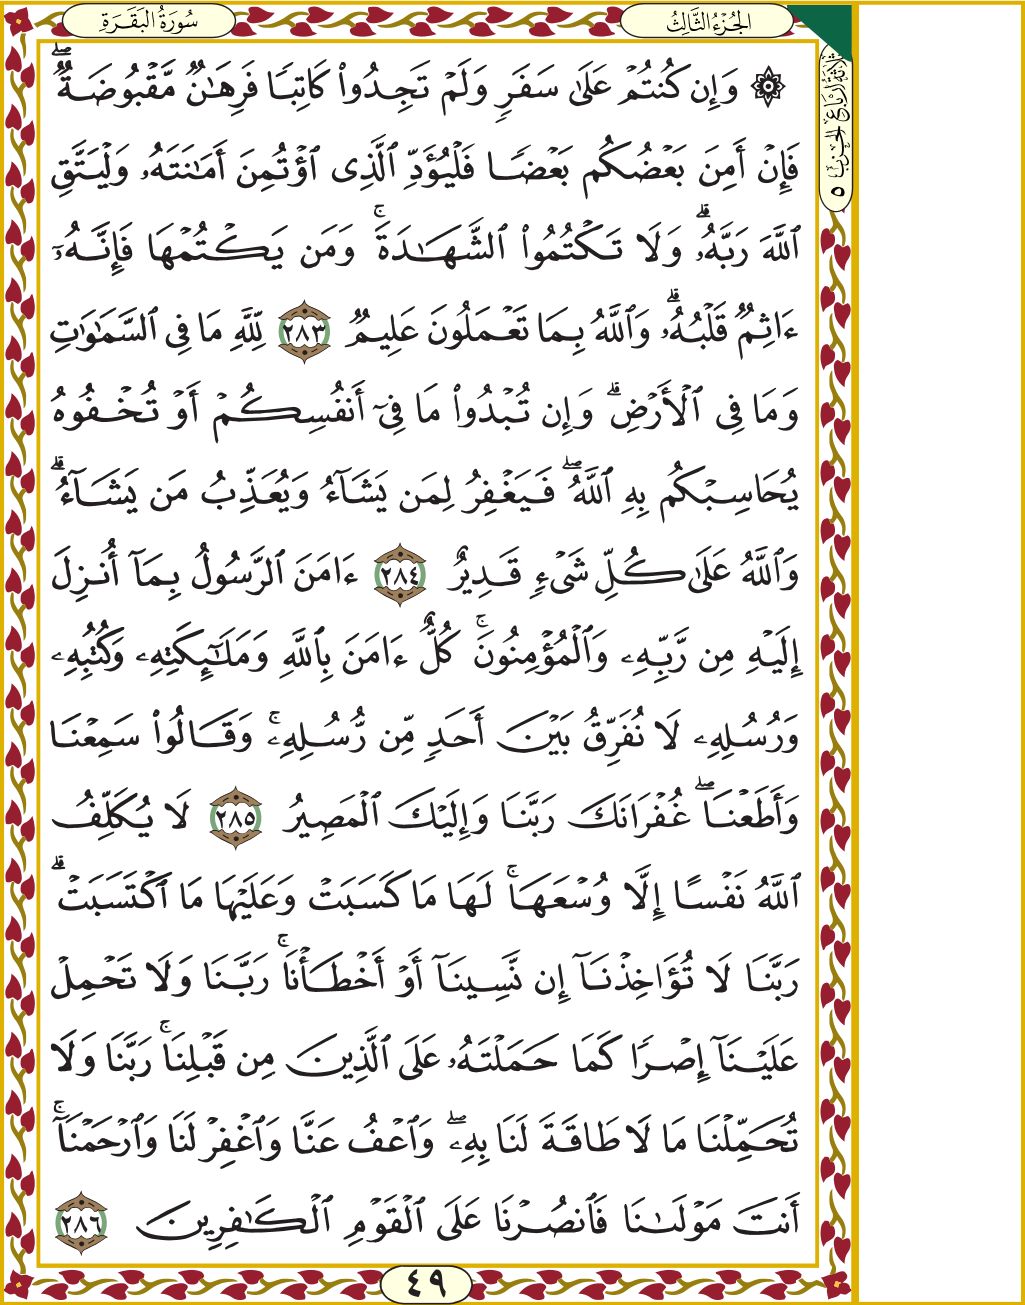 الجُزْءُ الثَّالِثُ
سُورَةُ البَقَرَةِ
ثَلَاثَةُ أَرْبَاعِ الحِزْبِ ٥
۞ وَإِن كُنتُمْ عَلَىٰ سَفَرٍ وَلَمْ تَجِدُوا۟ كَاتِبًا فَرِهَـٰنٌ مَّقْبُوضَةٌ ۖ
فَإِنْ أَمِنَ بَعْضُكُم بَعْضًا فَلْيُؤَدِّ ٱلَّذِى ٱؤْتُمِنَ أَمَـٰنَتَهُۥ وَلْيَتَّقِ
ٱللَّهَ رَبَّهُۥ ۗ وَلَا تَكْتُمُوا۟ ٱلشَّهَـٰدَةَ ۚ وَمَن يَكْتُمْهَا فَإِنَّهُۥٓ
ءَاثِمٌ قَلْبُهُۥ ۗ وَٱللَّهُ بِمَا تَعْمَلُونَ عَلِيمٌ ٢٨٣ لِّلَّهِ مَا فِى ٱلسَّمَـٰوَٰتِ
وَمَا فِى ٱلْأَرْضِ ۗ وَإِن تُبْدُوا۟ مَا فِىٓ أَنفُسِكُمْ أَوْ تُخْفُوهُ
يُحَاسِبْكُم بِهِ ٱللَّهُ ۖ فَيَغْفِرُ لِمَن يَشَآءُ وَيُعَذِّبُ مَن يَشَآءُ ۗ
وَٱللَّهُ عَلَىٰ كُلِّ شَىْءٍ قَدِيرٌ ٢٨٤ ءَامَنَ ٱلرَّسُولُ بِمَآ أُنزِلَ
إِلَيْهِ مِن رَّبِّهِۦ وَٱلْمُؤْمِنُونَ ۚ كُلٌّ ءَامَنَ بِٱللَّهِ وَمَلَـٰٓئِكَتِهِۦ وَكُتُبِهِۦ
وَرُسُلِهِۦ لَا نُفَرِّقُ بَيْنَ أَحَدٍ مِّن رُّسُلِهِۦ ۚ وَقَالُوا۟ سَمِعْنَا
وَأَطَعْنَا ۖ غُفْرَانَكَ رَبَّنَا وَإِلَيْكَ ٱلْمَصِيرُ ٢٨٥ لَا يُكَلِّفُ
ٱللَّهُ نَفْسًا إِلَّا وُسْعَهَا ۚ لَهَا مَا كَسَبَتْ وَعَلَيْهَا مَا ٱكْتَسَبَتْ ۗ
رَبَّنَا لَا تُؤَاخِذْنَآ إِن نَّسِينَآ أَوْ أَخْطَأْنَا ۚ رَبَّنَا وَلَا تَحْمِلْ
عَلَيْنَآ إِصْرًا كَمَا حَمَلْتَهُۥ عَلَى ٱلَّذِينَ مِن قَبْلِنَا ۚ رَبَّنَا وَلَا
تُحَمِّلْنَا مَا لَا طَاقَةَ لَنَا بِهِۦ ۖ وَٱعْفُ عَنَّا وَٱغْفِرْ لَنَا وَٱرْحَمْنَآ ۚ
أَنتَ مَوْلَىٰنَا فَٱنصُرْنَا عَلَى ٱلْقَوْمِ ٱلْكَـٰفِرِينَ ٢٨٦
٤٩